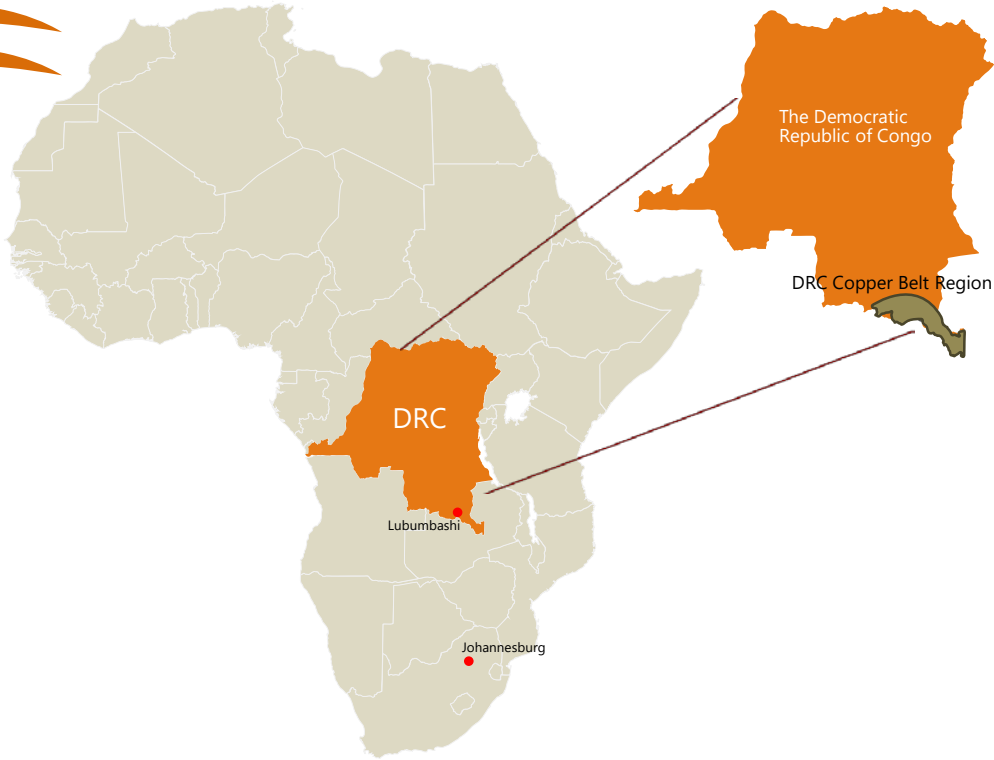 The Democratic
Republic of Congo
DRC Copper Belt Region
DRC
Lubumbashi
Johannesburg